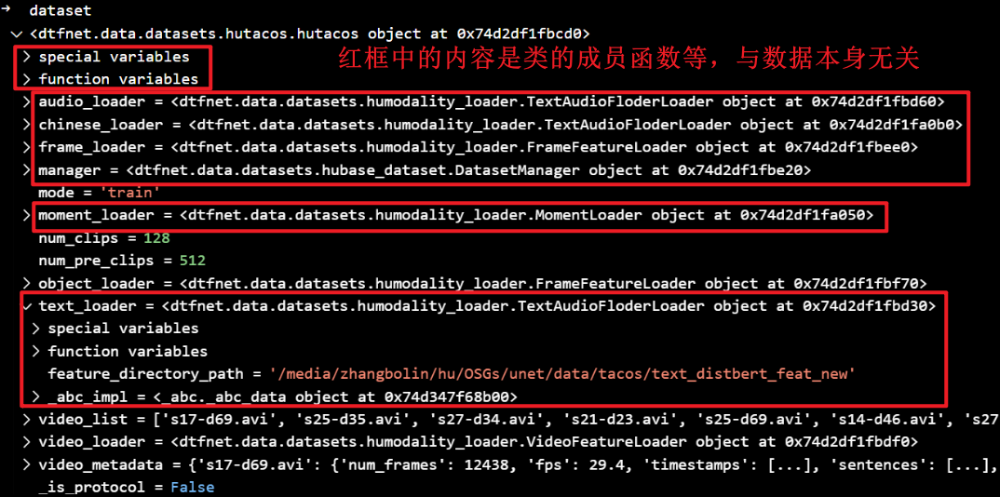 dataset
<dtfnet.data.datasets.hutacos.hutacos object at 0x74d2df1fbcd0>
special variables
红框中的内容是类的成员函数等，与数据本身无关
function variables
audio_loader = <dtfnet.data.datasets.humodality_loader.TextAudioFloderLoader object at 0x74d2df1fbd60>
chinese_loader = <dtfnet.data.datasets.humodality_loader.TextAudioFloderLoader object at 0x74d2df1fa0b0>
frame_loader = <dtfnet.data.datasets.humodality_loader.FrameFeatureLoader object at 0x74d2df1fbee0>
manager = <dtfnet.data.datasets.hubase_dataset.DatasetManager object at 0x74d2df1fbe20>
mode = 'train'
moment_loader = <dtfnet.data.datasets.humodality_loader.MomentLoader object at 0x74d2df1fa050>
num_clips = 128
num_pre_clips = 512
object_loader = <dtfnet.data.datasets.humodality_loader.FrameFeatureLoader object at 0x74d2df1fbf70>
text_loader = <dtfnet.data.datasets.humodality_loader.TextAudioFloderLoader object at 0x74d2df1fbd30>
special variables
function variables
feature_directory_path = '/media/zhangbolin/hu/OSGs/unet/data/tacos/text_distbert_feat_new'
_abc_impl = <_abc._abc_data object at 0x74d347f68b00>
video_list = ['s17-d69.avi', 's25-d35.avi', 's27-d34.avi', 's21-d23.avi', 's25-d69.avi', 's14-d46.avi', 's27
video_loader = <dtfnet.data.datasets.humodality_loader.VideoFeatureLoader object at 0x74d2df1fbdf0>
video_metadata = {'s17-d69.avi': {'num_frames': 12438, 'fps': 29.4, 'timestamps': [...], 'sentences': [...],
_is_protocol = False